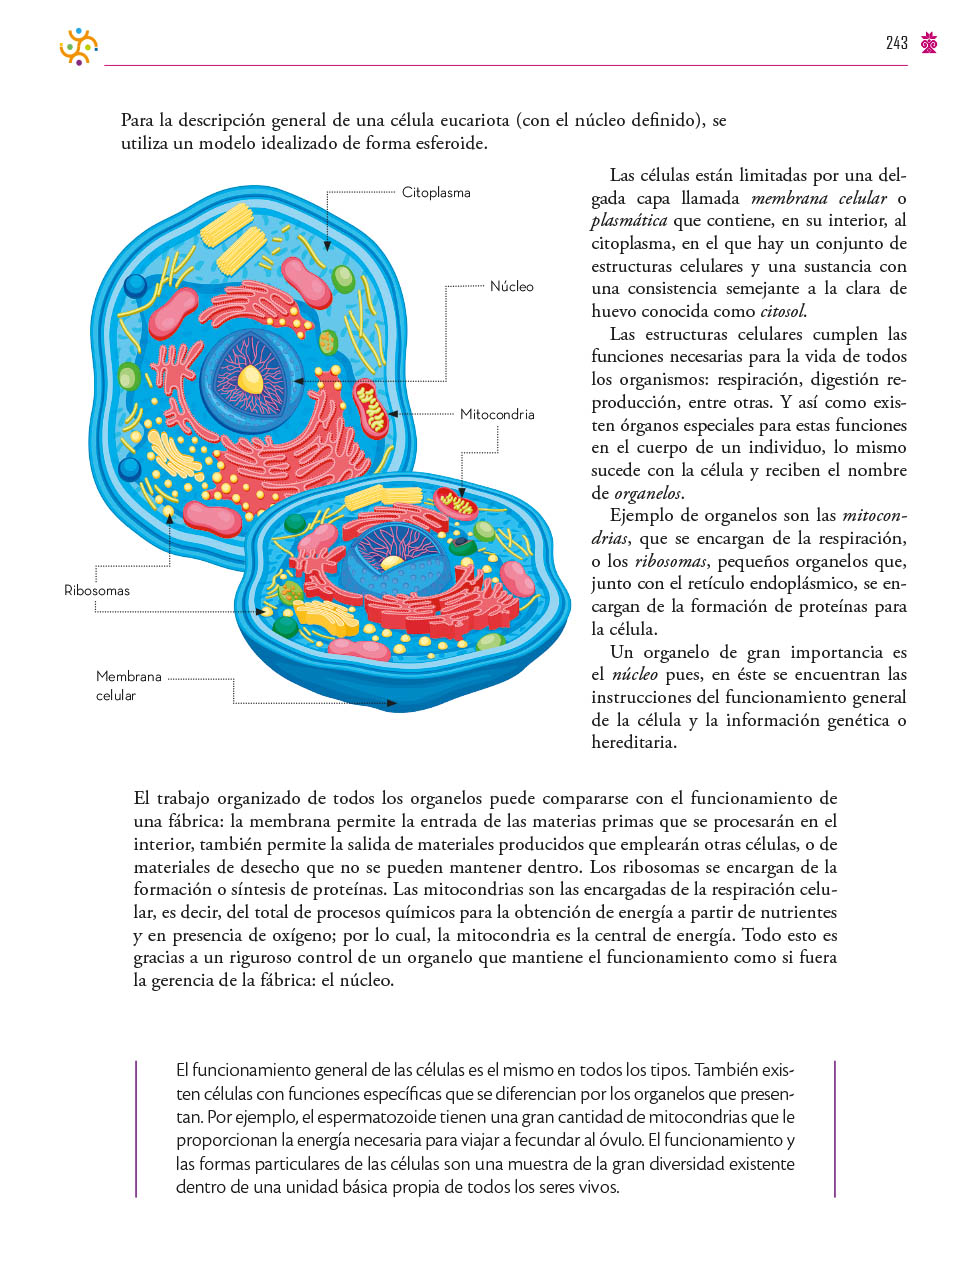 243
Para la descripción general de una célula eucariota (con el núcleo definido), se
utiliza un modelo idealizado de forma esferoide.
Citoplasma
Núcleo
Mitocondria
Ribosomas
Membrana
celular
Las células están limitadas por una del-
gada capa llamada membrana celular o
plasmática que contiene, en su interior, al
citoplasma, en el que hay un conjunto de
estructuras celulares y una sustancia con
una consistencia semejante a la clara de
huevo conocida como citosol.
Las estructuras celulares cumplen las
funciones necesarias para la vida de todos
los organismos: respiración, digestión re-
producción, entre otras. Y así como exis-
ten órganos especiales para estas funciones
en el cuerpo de un individuo, lo mismo
sucede con la célula y reciben el nombre
de organelos.
Ejemplo de organelos son las mitocon-
drias, que se encargan de la respiración,
o los ribosomas, pequeños organelos que,
junto con el retículo endoplásmico, se en-
cargan de la formación de proteínas para
la célula.
Un organelo de gran importancia es
el núcleo pues, en éste se encuentran las
instrucciones del funcionamiento general
de la célula y la información genética o
hereditaria.
El trabajo organizado de todos los organelos puede compararse con el funcionamiento de
una fábrica: la membrana permite la entrada de las materias primas que se procesarán en el
interior, también permite la salida de materiales producidos que emplearán otras células, o de
materiales de desecho que no se pueden mantener dentro. Los ribosomas se encargan de la
formación o síntesis de proteínas. Las mitocondrias son las encargadas de la respiración celu-
lar, es decir, del total de procesos químicos para la obtención de energía a partir de nutrientes
y en presencia de oxígeno; por lo cual, la mitocondria es la central de energía. Todo esto es
gracias a un riguroso control de un organelo que mantiene el funcionamiento como si fuera
la gerencia de la fábrica: el núcleo.
El funcionamiento general de las células es el mismo en todos los tipos. También exis-
ten células con funciones específicas que se diferencian por los organelos que presen-
tan. Por ejemplo, el espermatozoide tienen una gran cantidad de mitocondrias que le
proporcionan la energía necesaria para viajar a fecundar al óvulo. El funcionamiento y
las formas particulares de las células son una muestra de la gran diversidad existente
dentro de una unidad básica propia de todos los seres vivos.